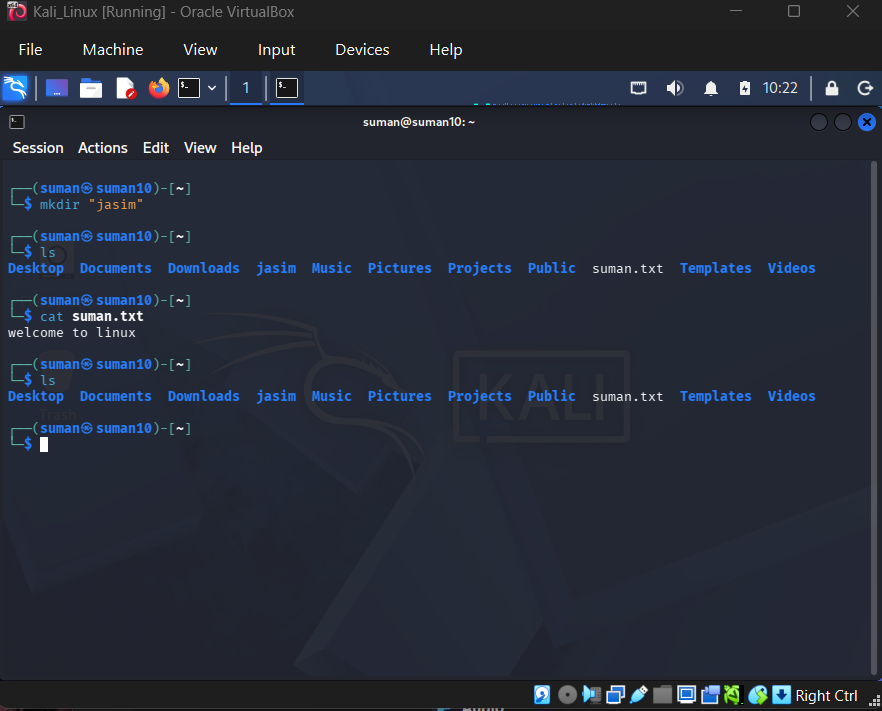 Kali_Linux [Running] - Oracle VirtualBox
File Machine View Input Devices Help
1 10:22
suman@suman10: ~
Session Actions Edit View Help
┌──(suman㉿suman10)-[~]
└─$ mkdir "jasim"
┌──(suman㉿suman10)-[~]
└─$ ls
Desktop Documents Downloads jasim Music Pictures Projects Public suman.txt Templates Videos
┌──(suman㉿suman10)-[~]
└─$ cat suman.txt
welcome to linux
┌──(suman㉿suman10)-[~]
└─$ ls
Desktop Documents Downloads jasim Music Pictures Projects Public suman.txt Templates Videos
Trash
KALI
┌──(suman㉿suman10)-[~]
└─$
Right Ctrl